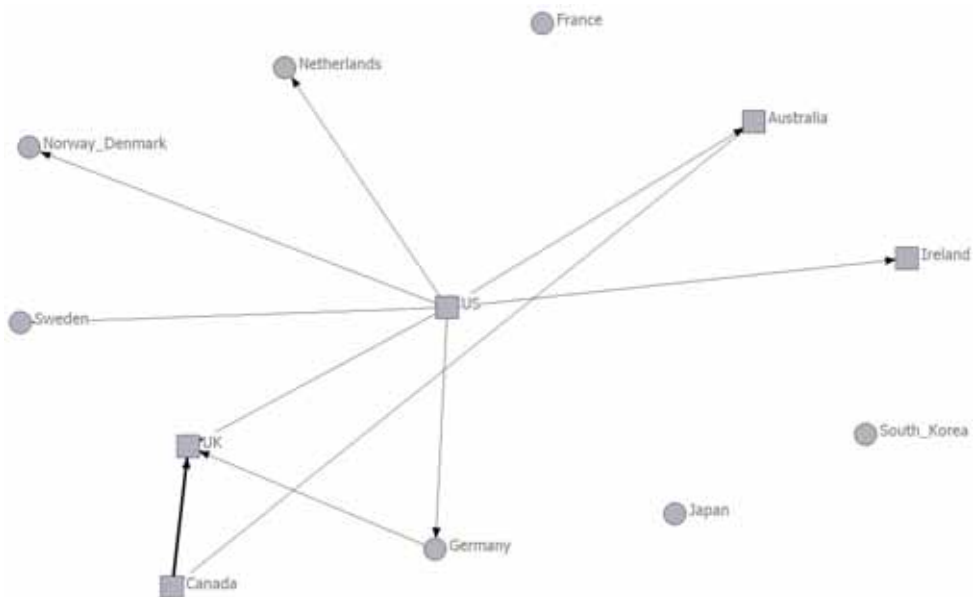 France
Netherlands
Australia
Norway_Denmark
Ireland
US
Sweden
South_Korea
UK
Japan
Germany
Canada